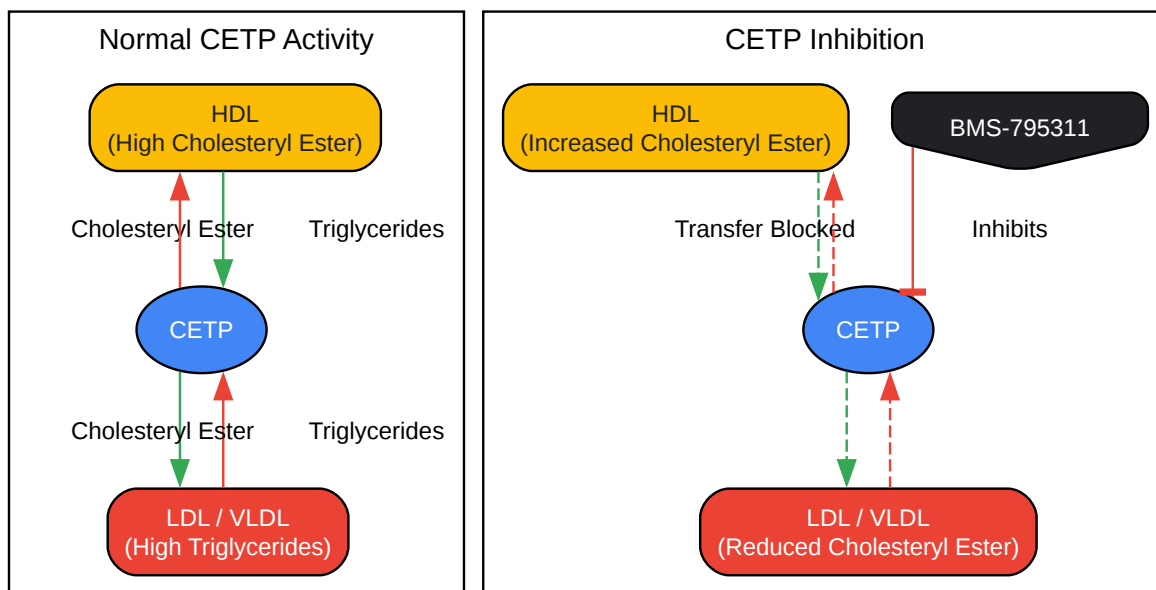 Normal CETP Activity
HDL
(High Cholesteryl Ester)
Cholesteryl Ester
Triglycerides
CETP
Cholesteryl Ester
Triglycerides
LDL / VLDL
(High Triglycerides)
CETP Inhibition
HDL
(Increased Cholesteryl Ester)
BMS-795311
Transfer Blocked
Inhibits
CETP
LDL / VLDL
(Reduced Cholesteryl Ester)